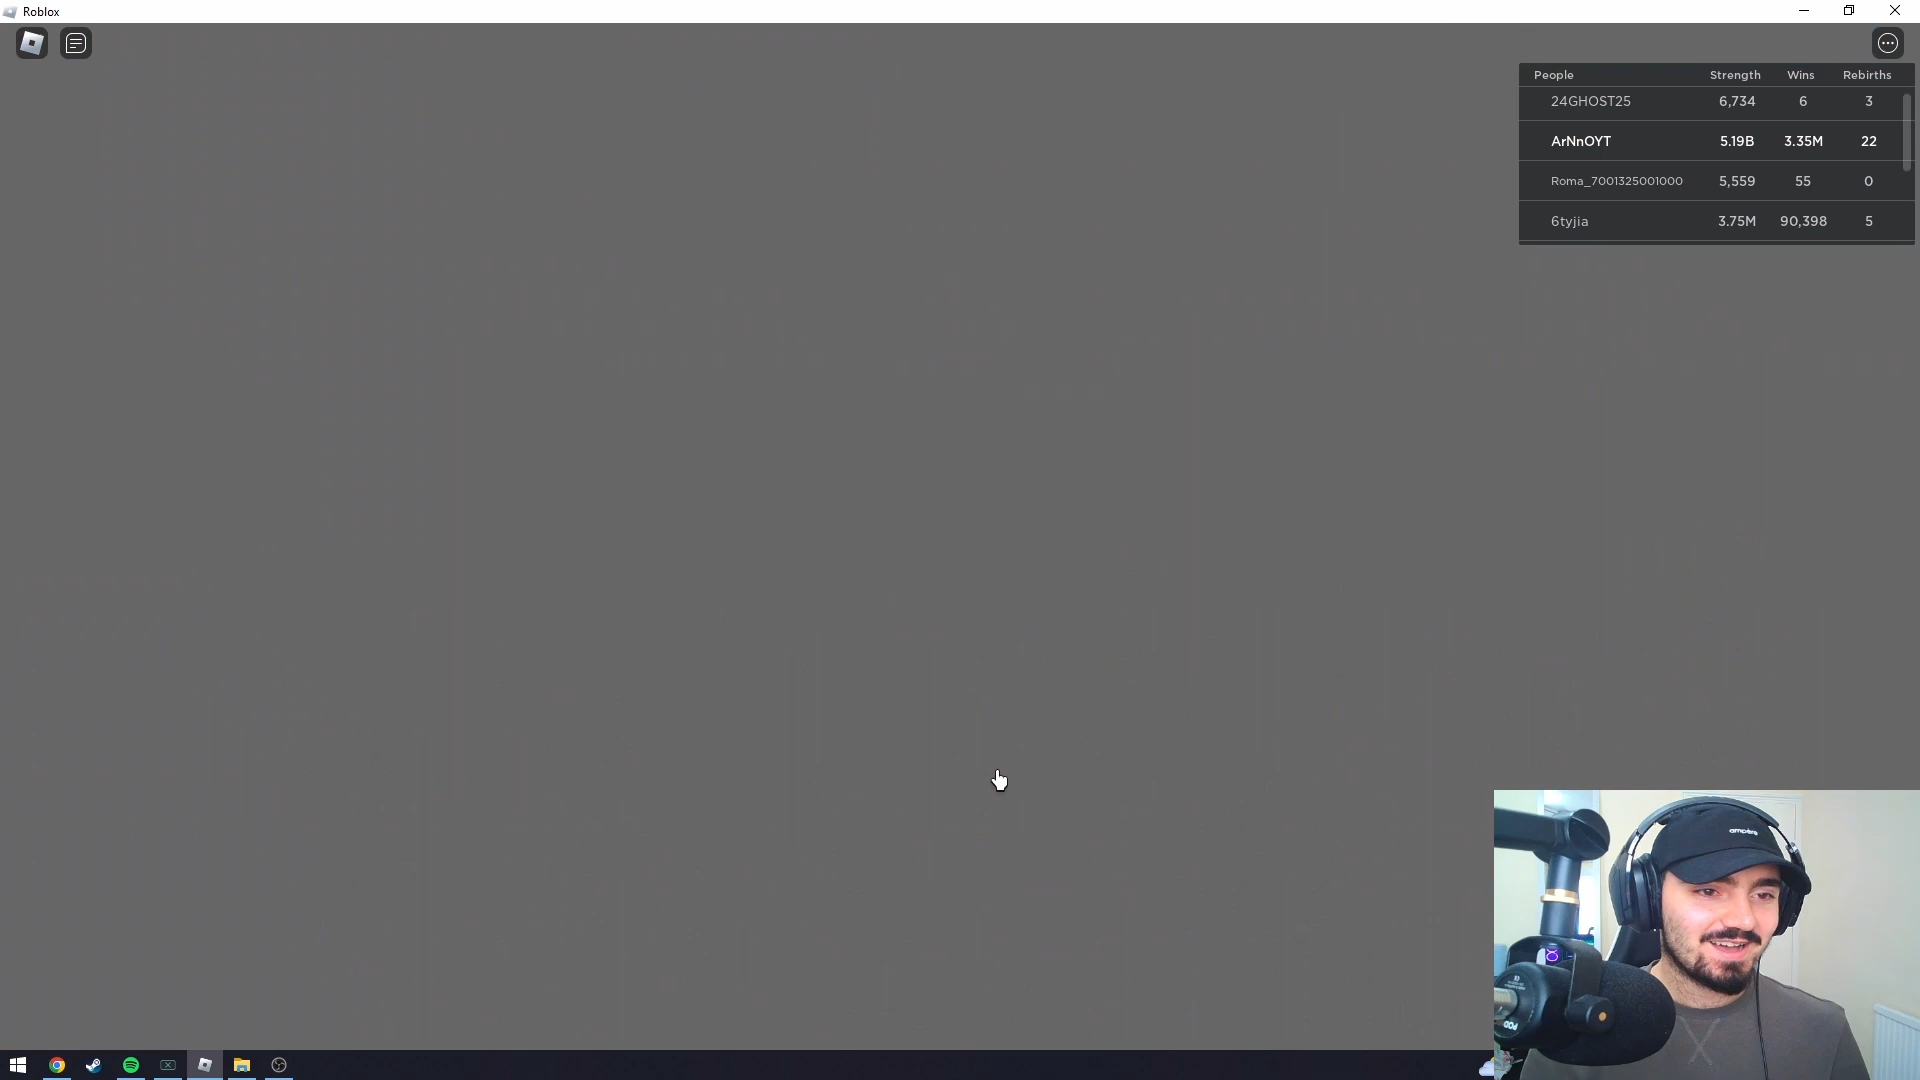 Roblox
People Strength Wins Rebirths
24GHOST25 6,734 6 3
ArNnOYT 5.19B 3.35M 22
Roma_7001325001000 5,559 55 0
6tyjia 3.75M 90,398 5
ampère